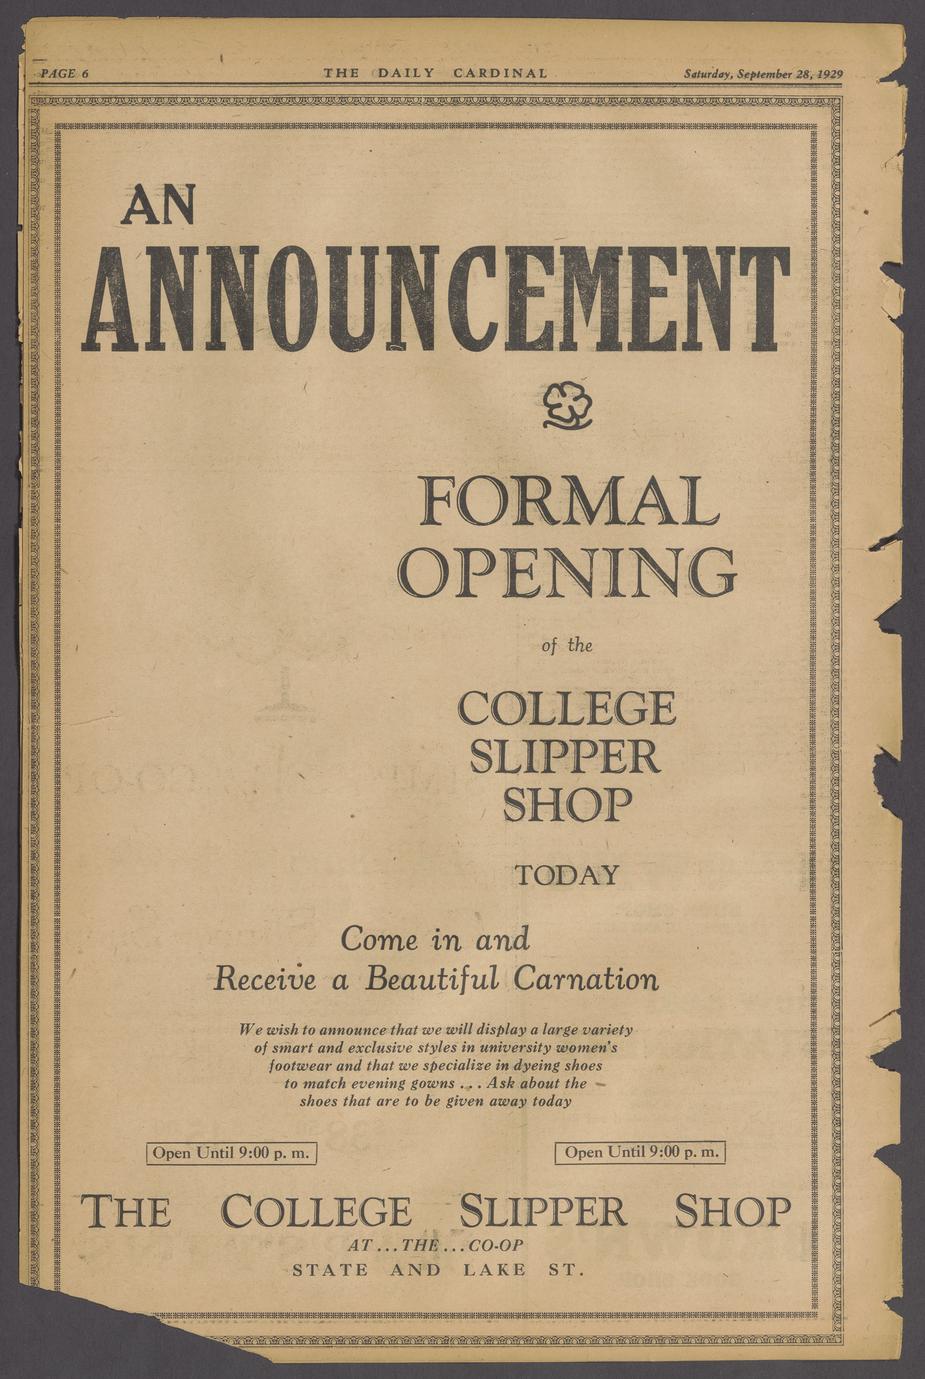 PAGE 6
THE DAILY CARDINAL
Saturday, September 28, 1929
AN
ANNOUNCEMENT
FORMAL
OPENING
of the
COLLEGE
SLIPPER
SHOP
TODAY
Come in and
Receive a Beautiful Carnation
We wish to announce that we will display a large variety
of smart and exclusive styles in university women's
footwear and that we specialize in dyeing shoes
to match evening gowns . . . Ask about the
shoes that are to be given away today
Open Until 9:00 p. m.
Open Until 9:00 p. m.
THE COLLEGE SLIPPER SHOP
AT . . . THE . . . CO-OP
STATE AND LAKE ST.